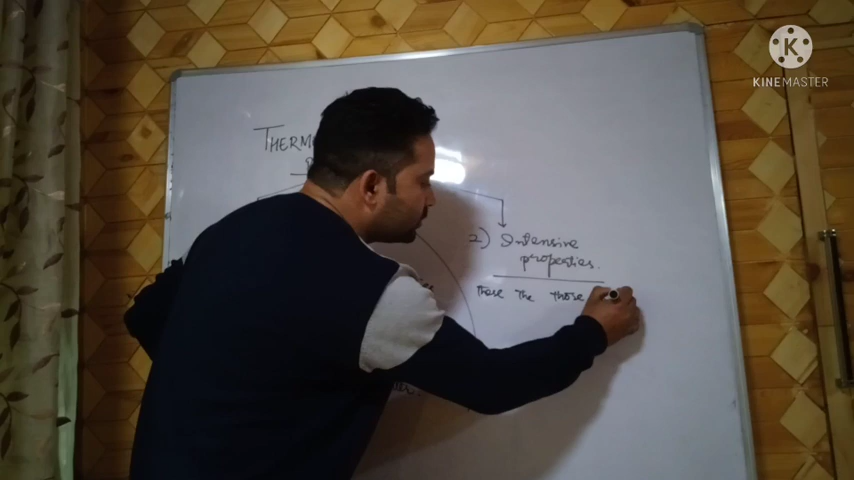 THERM
2) Intensive
properties.
These the those
K
KINEMASTER